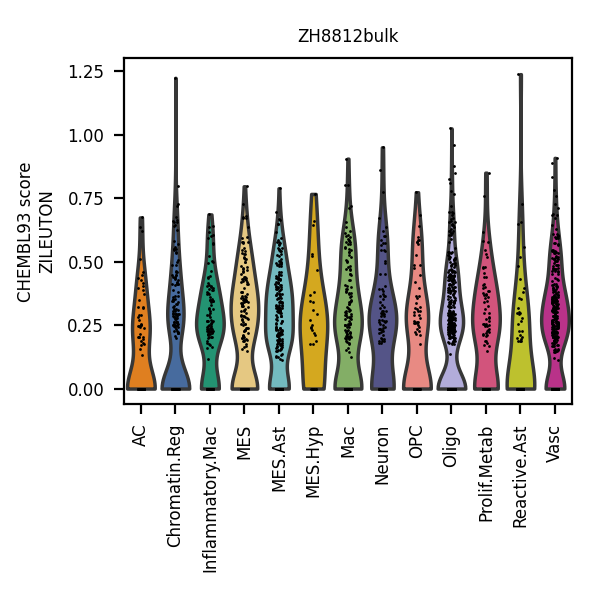 ZH8812bulk
CHEMBL93 score
ZILEUTON
1.25
1.00
0.75
0.50
0.25
0.00
AC
Chromatin.Reg
Inflammatory.Mac
MES
MES.Ast
MES.Hyp
Mac
Neuron
OPC
Oligo
Prolif.Metab
Reactive.Ast
Vasc